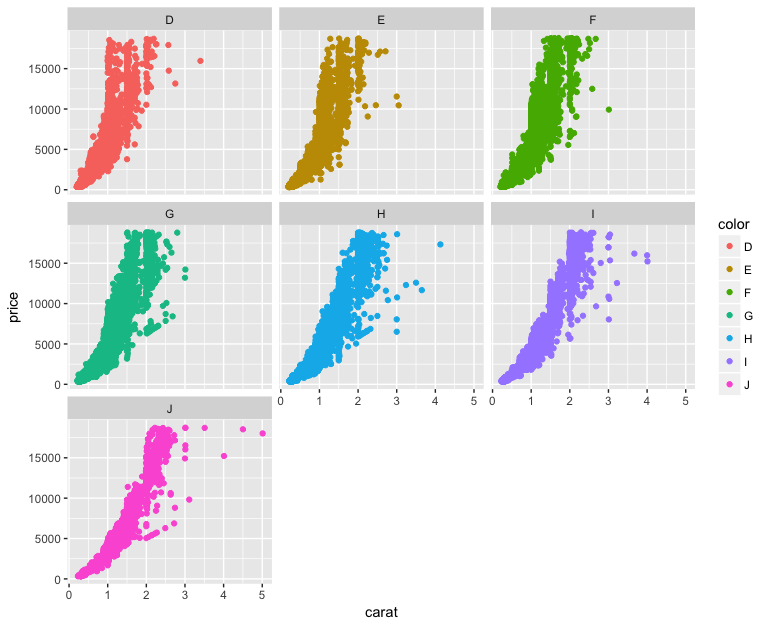 D E F
15000
10000
5000
0
G H I
15000
10000
5000
0
0 1 2 3 4 5 0 1 2 3 4 5
J
15000
10000
5000
0
0 1 2 3 4 5
carat
price
color
D
E
F
G
H
I
J